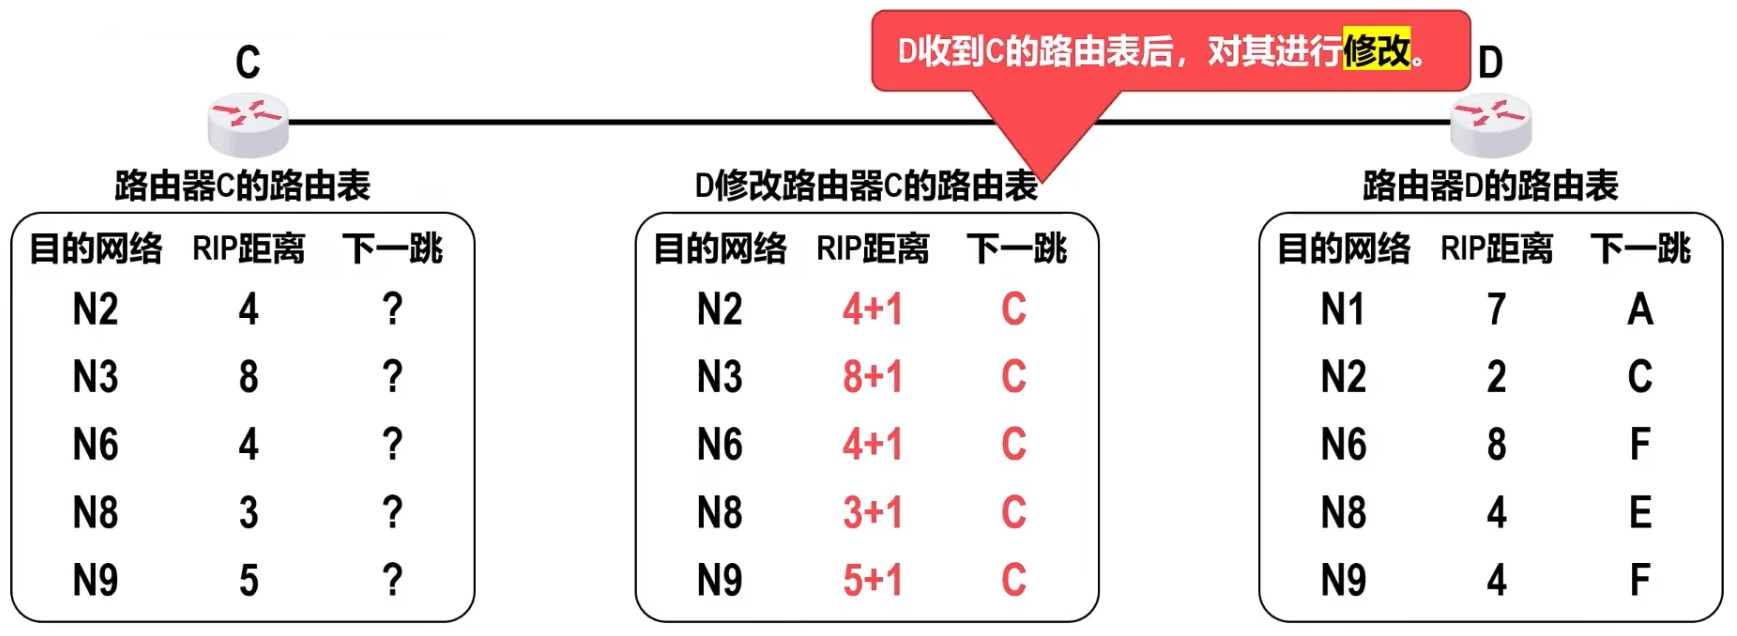 C
D收到C的路由表后，对其进行修改。
D
路由器C的路由表
目的网络 RIP距离 下一跳
N2 4 ?
N3 8 ?
N6 4 ?
N8 3 ?
N9 5 ?
D修改路由器C的路由表
目的网络 RIP距离 下一跳
N2 4+1 C
N3 8+1 C
N6 4+1 C
N8 3+1 C
N9 5+1 C
路由器D的路由表
目的网络 RIP距离 下一跳
N1 7 A
N2 2 C
N6 8 F
N8 4 E
N9 4 F